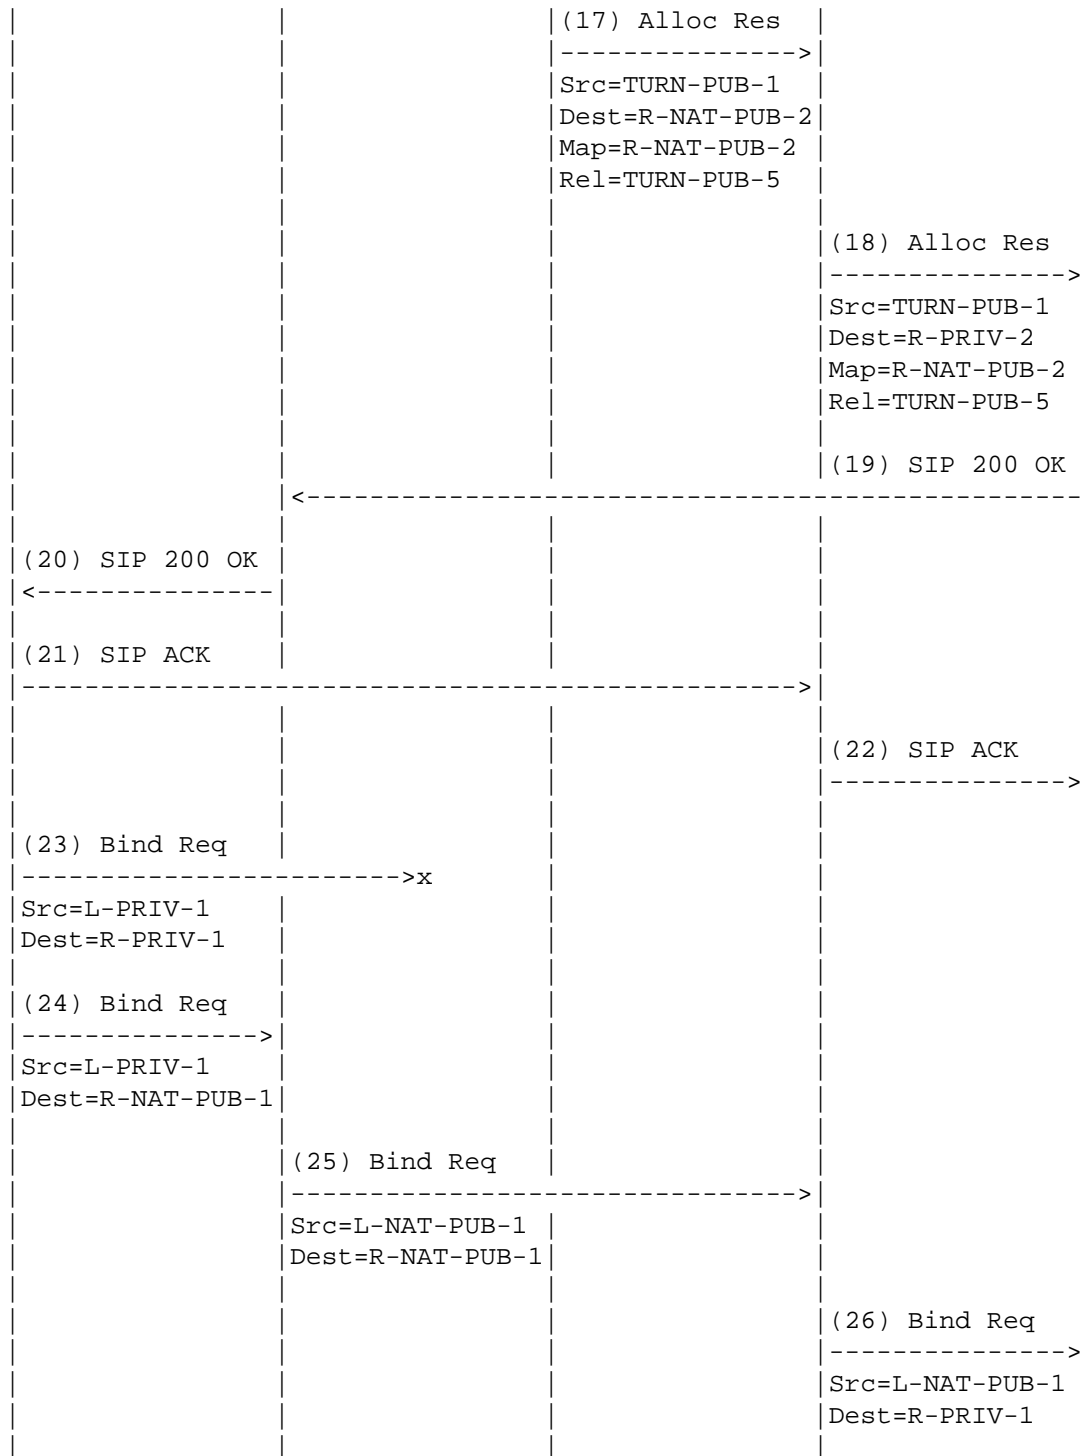 (17) Alloc Res
Src=TURN-PUB-1
Dest=R-NAT-PUB-2
Map=R-NAT-PUB-2
Rel=TURN-PUB-5
(18) Alloc Res
Src=TURN-PUB-1
Dest=R-PRIV-2
Map=R-NAT-PUB-2
Rel=TURN-PUB-5
(19) SIP 200 OK
(20) SIP 200 OK
(21) SIP ACK
(22) SIP ACK
(23) Bind Req
x
Src=L-PRIV-1
Dest=R-PRIV-1
(24) Bind Req
Src=L-PRIV-1
Dest=R-NAT-PUB-1
(25) Bind Req
Src=L-NAT-PUB-1
Dest=R-NAT-PUB-1
(26) Bind Req
Src=L-NAT-PUB-1
Dest=R-PRIV-1